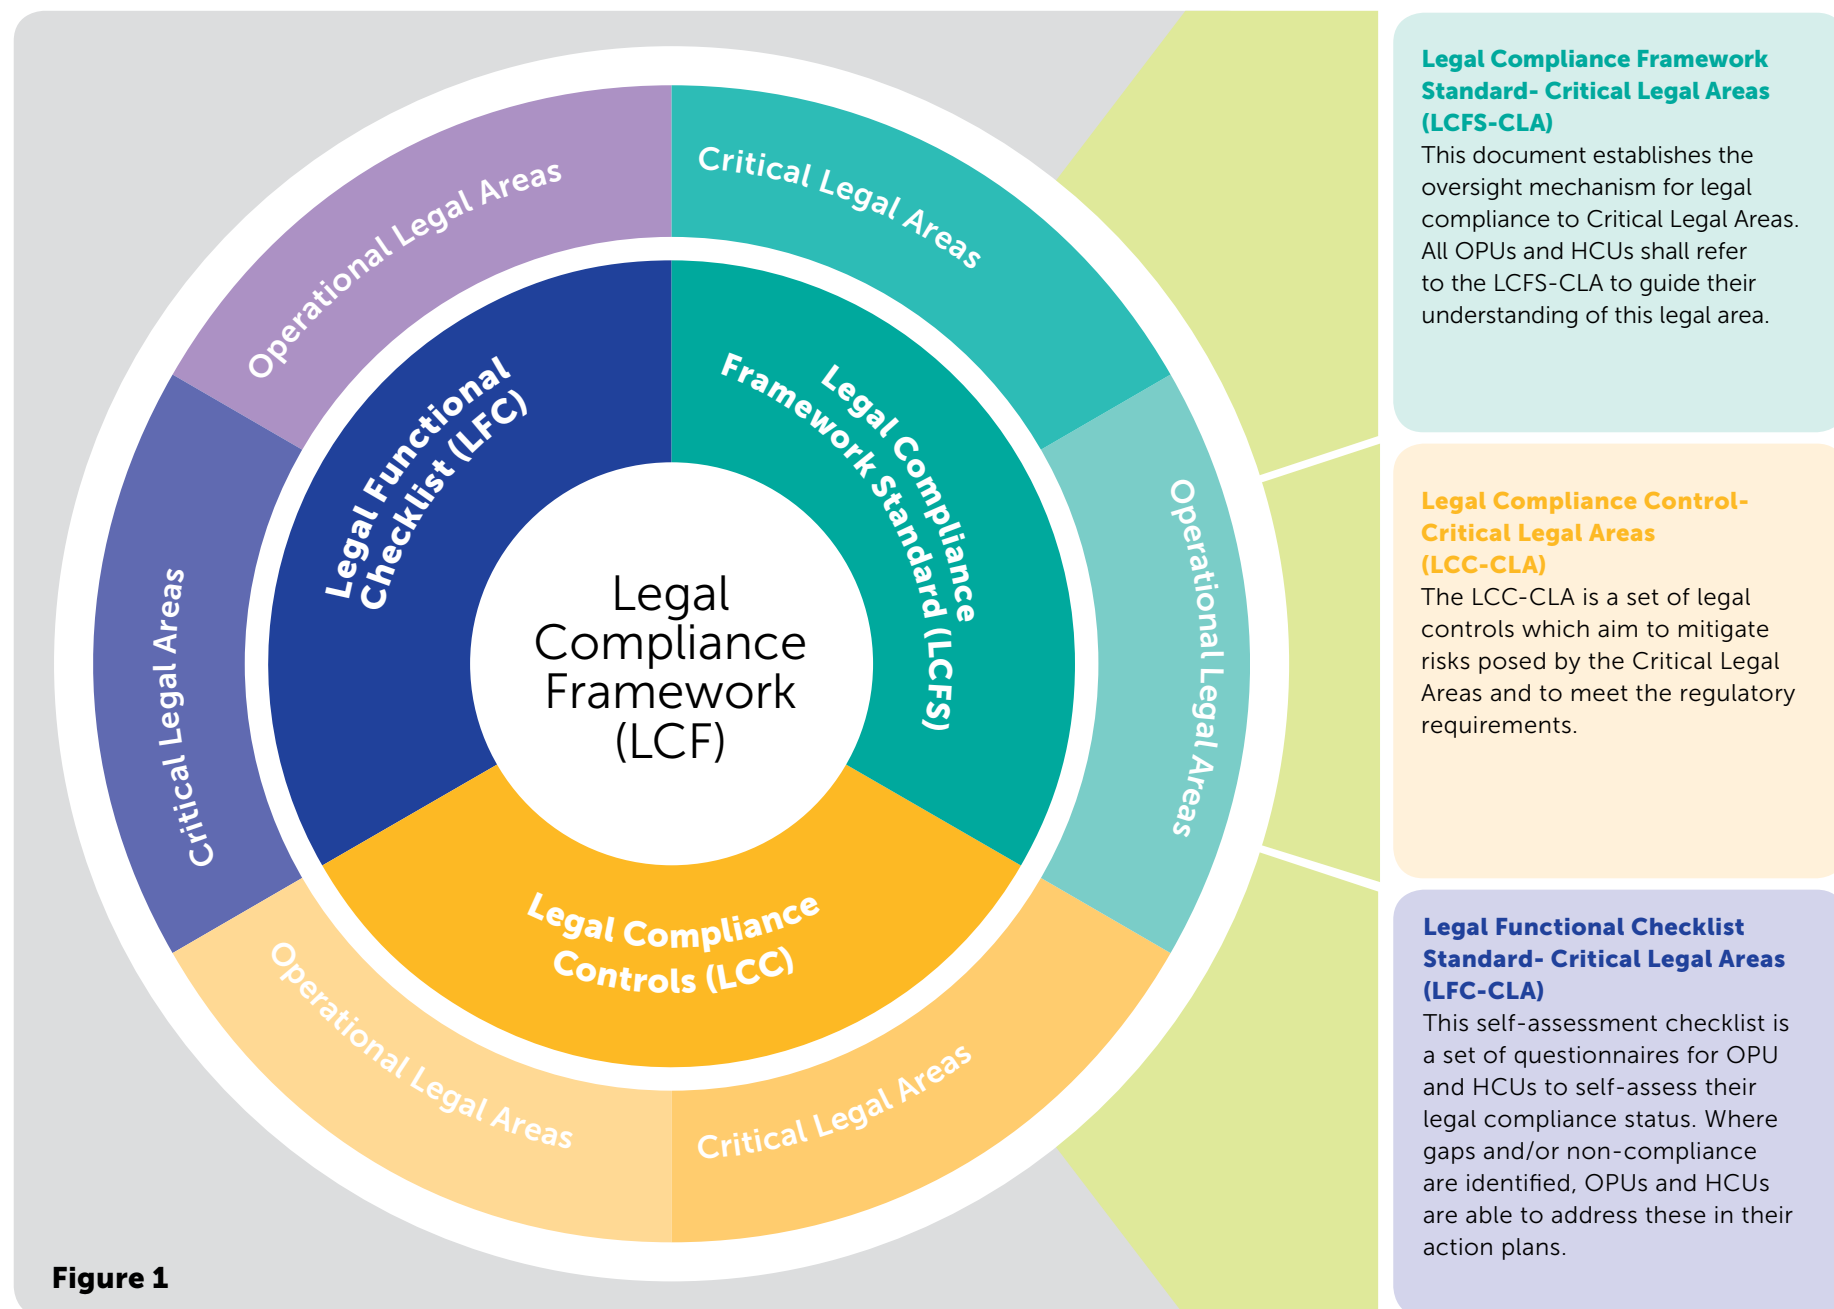 Operational Legal Areas
Critical Legal Areas
Legal Functional
Checklist (LFC)
Legal Compliance
Framework Standard (LCFS)
Operational Legal Areas
Critical Legal Areas
Legal
Compliance
Framework
(LCF)
Legal Compliance
Controls (LCC)
Operational Legal Areas
Critical Legal Areas
Figure 1
Legal Compliance Framework
Standard- Critical Legal Areas
(LCFS-CLA)
This document establishes the
oversight mechanism for legal
compliance to Critical Legal Areas.
All OPUs and HCUs shall refer
to the LCFS-CLA to guide their
understanding of this legal area.
Legal Compliance Control-
Critical Legal Areas
(LCC-CLA)
The LCC-CLA is a set of legal
controls which aim to mitigate
risks posed by the Critical Legal
Areas and to meet the regulatory
requirements.
Legal Functional Checklist
Standard- Critical Legal Areas
(LFC-CLA)
This self-assessment checklist is
a set of questionnaires for OPU
and HCUs to self-assess their
legal compliance status. Where
gaps and/or non-compliance
are identified, OPUs and HCUs
are able to address these in their
action plans.